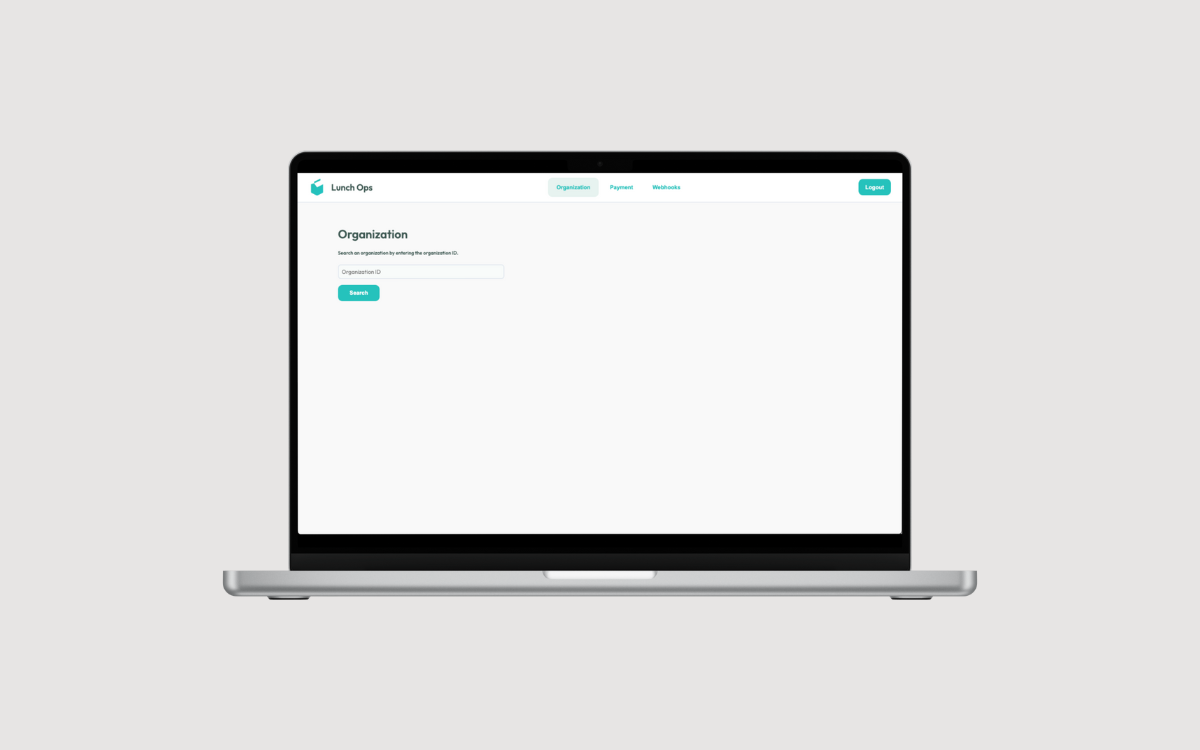 Lunch Ops
Organization
Payment
Webhooks
Logout
Organization
Search an organization by entering the organization ID.
Organization ID
Search